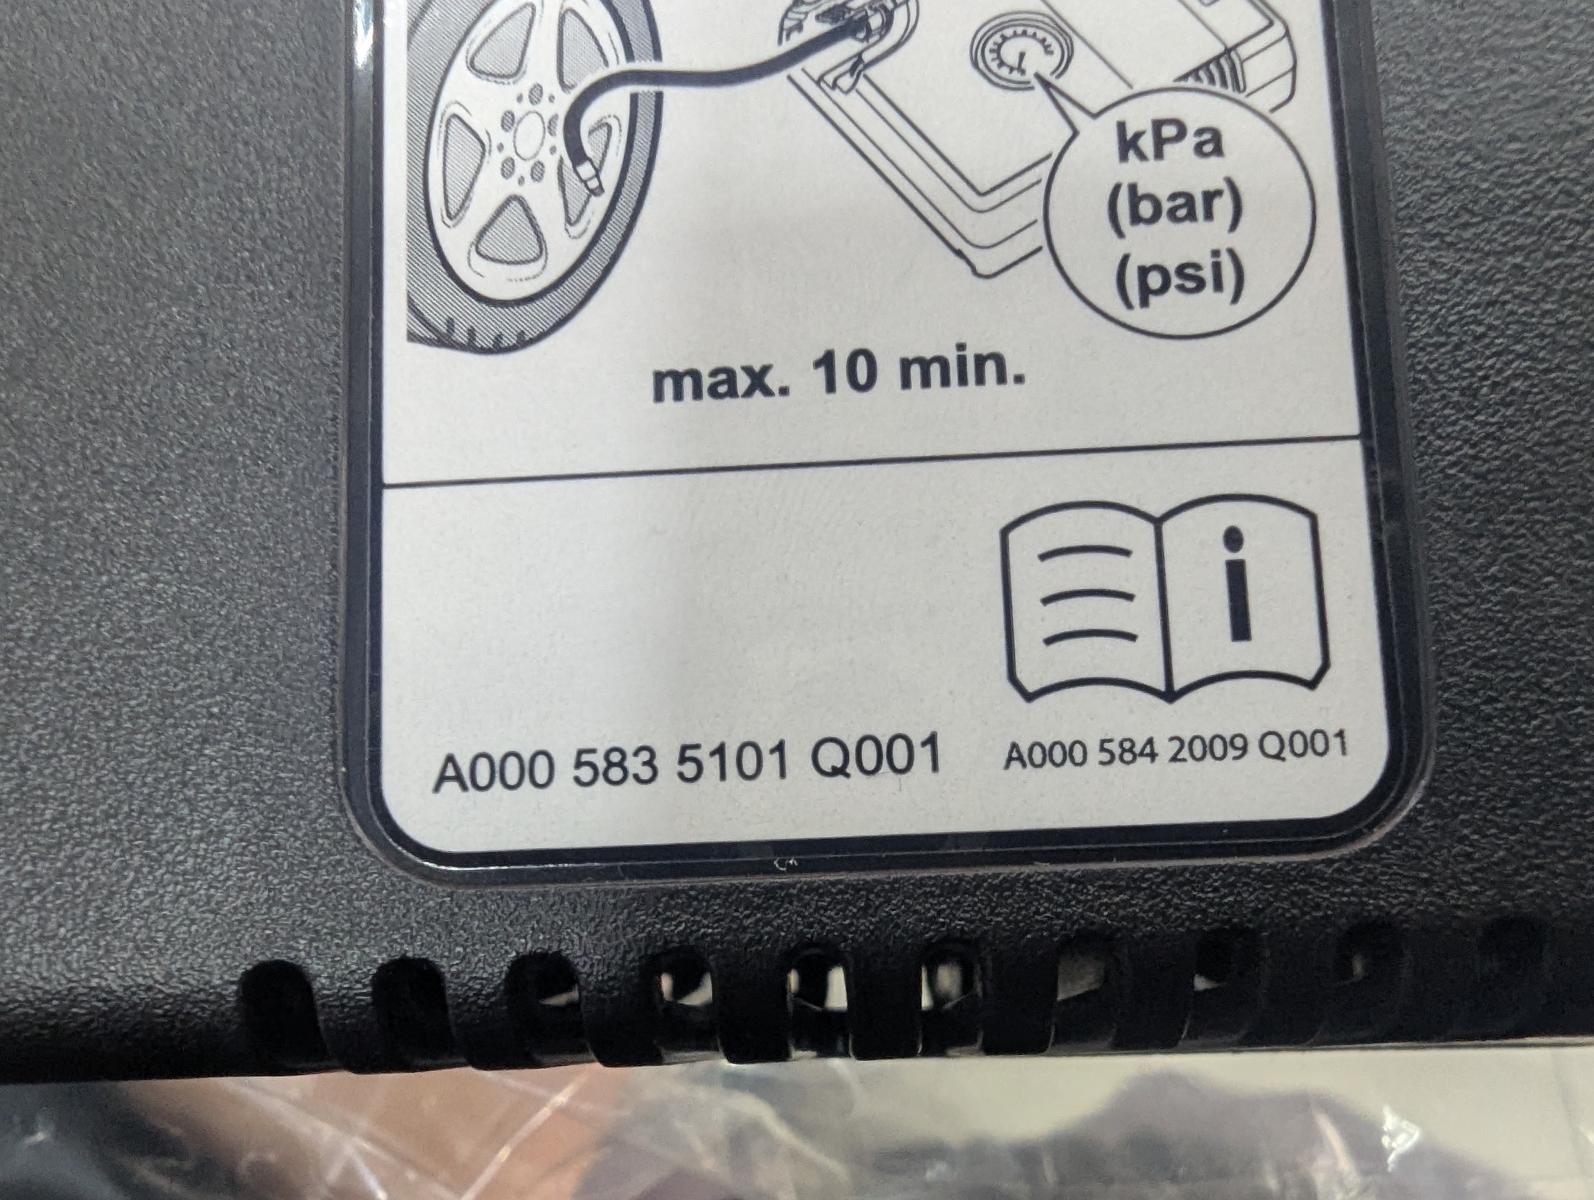 kPa
(bar)
(psi)
max. 10 min.
i
A000 583 5101 Q001
A000 584 2009 Q001